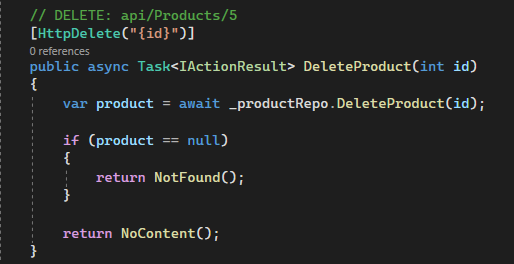 // DELETE: api/Products/5
[HttpDelete("{id}")]
0 references
public async Task<IActionResult> DeleteProduct(int id)
{
var product = await _productRepo.DeleteProduct(id);
if (product == null)
{
return NotFound();
}
return NoContent();
}